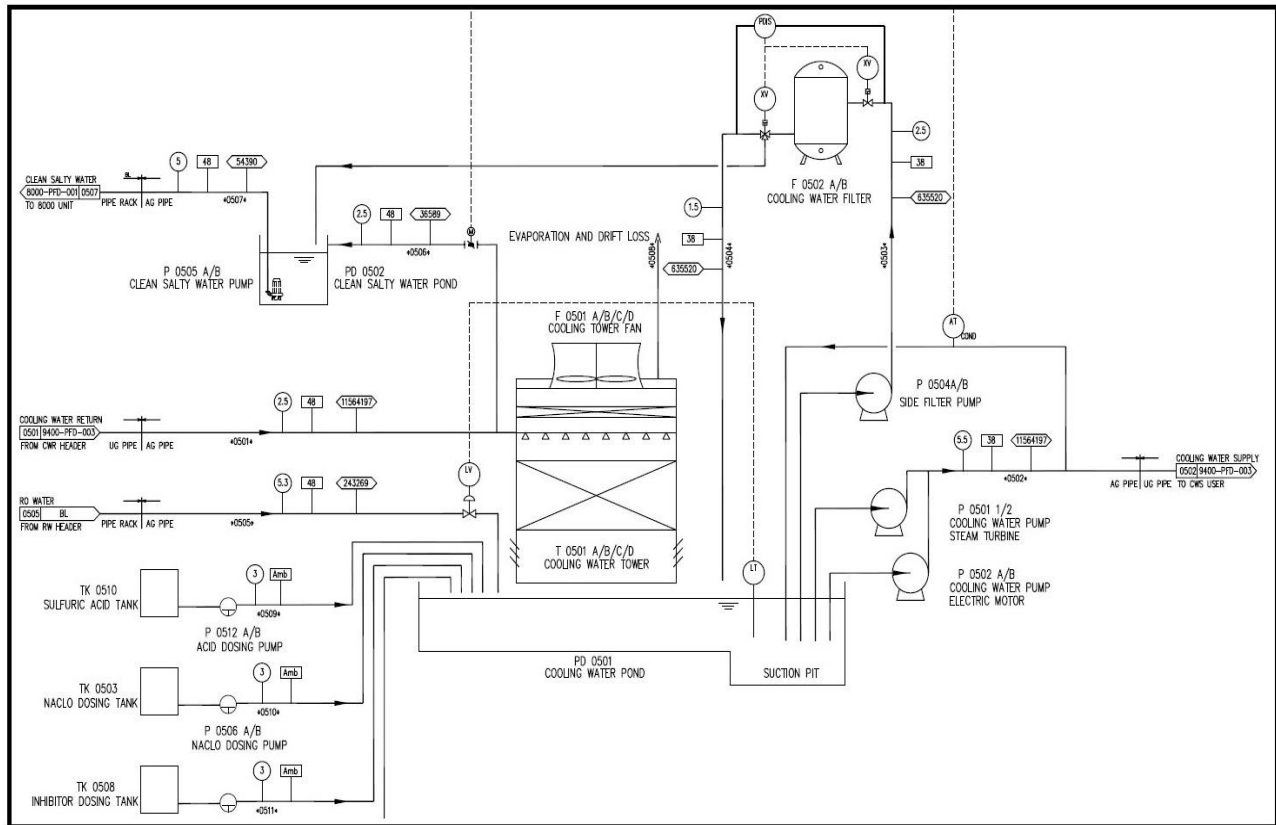 PDIS
XV
XV
2.5
38
635520
F 0502 A/B
COOLING WATER FILTER
*0503*
BL
5
48
54390
CLEAN SALTY WATER
8000-PFD-001 0507
TO 8000 UNIT
PIPE RACK
AG PIPE
*0507*
2.5
48
36589
M
*0506*
P 0505 A/B
CLEAN SALTY WATER PUMP
PD 0502
CLEAN SALTY WATER POND
EVAPORATION AND DRIFT LOSS
*0508*
1.5
38
635520
*0504*
F 0501 A/B/C/D
COOLING TOWER FAN
AT
COND
P 0504A/B
SIDE FILTER PUMP
COOLING WATER RETURN
0501 9400-PFD-003
FROM CWR HEADER
UG PIPE
AG PIPE
*0501*
2.5
48
11564197
5.5
38
11564197
*0502*
COOLING WATER SUPPLY
0502 9400-PFD-003
AG PIPE
UG PIPE
TO CWS USER
RO WATER
0505 BL
FROM RW HEADER
PIPE RACK
AG PIPE
*0505*
5.3
48
243269
LV
P 0501 1/2
COOLING WATER PUMP
STEAM TURBINE
T 0501 A/B/C/D
COOLING WATER TOWER
LT
P 0502 A/B
COOLING WATER PUMP
ELECTRIC MOTOR
TK 0510
SULFURIC ACID TANK
3
Amb
*0509*
P 0512 A/B
ACID DOSING PUMP
PD 0501
COOLING WATER POND
SUCTION PIT
TK 0503
NACLO DOSING TANK
3
Amb
*0510*
P 0506 A/B
NACLO DOSING PUMP
TK 0508
INHIBITOR DOSING TANK
3
Amb
*0511*